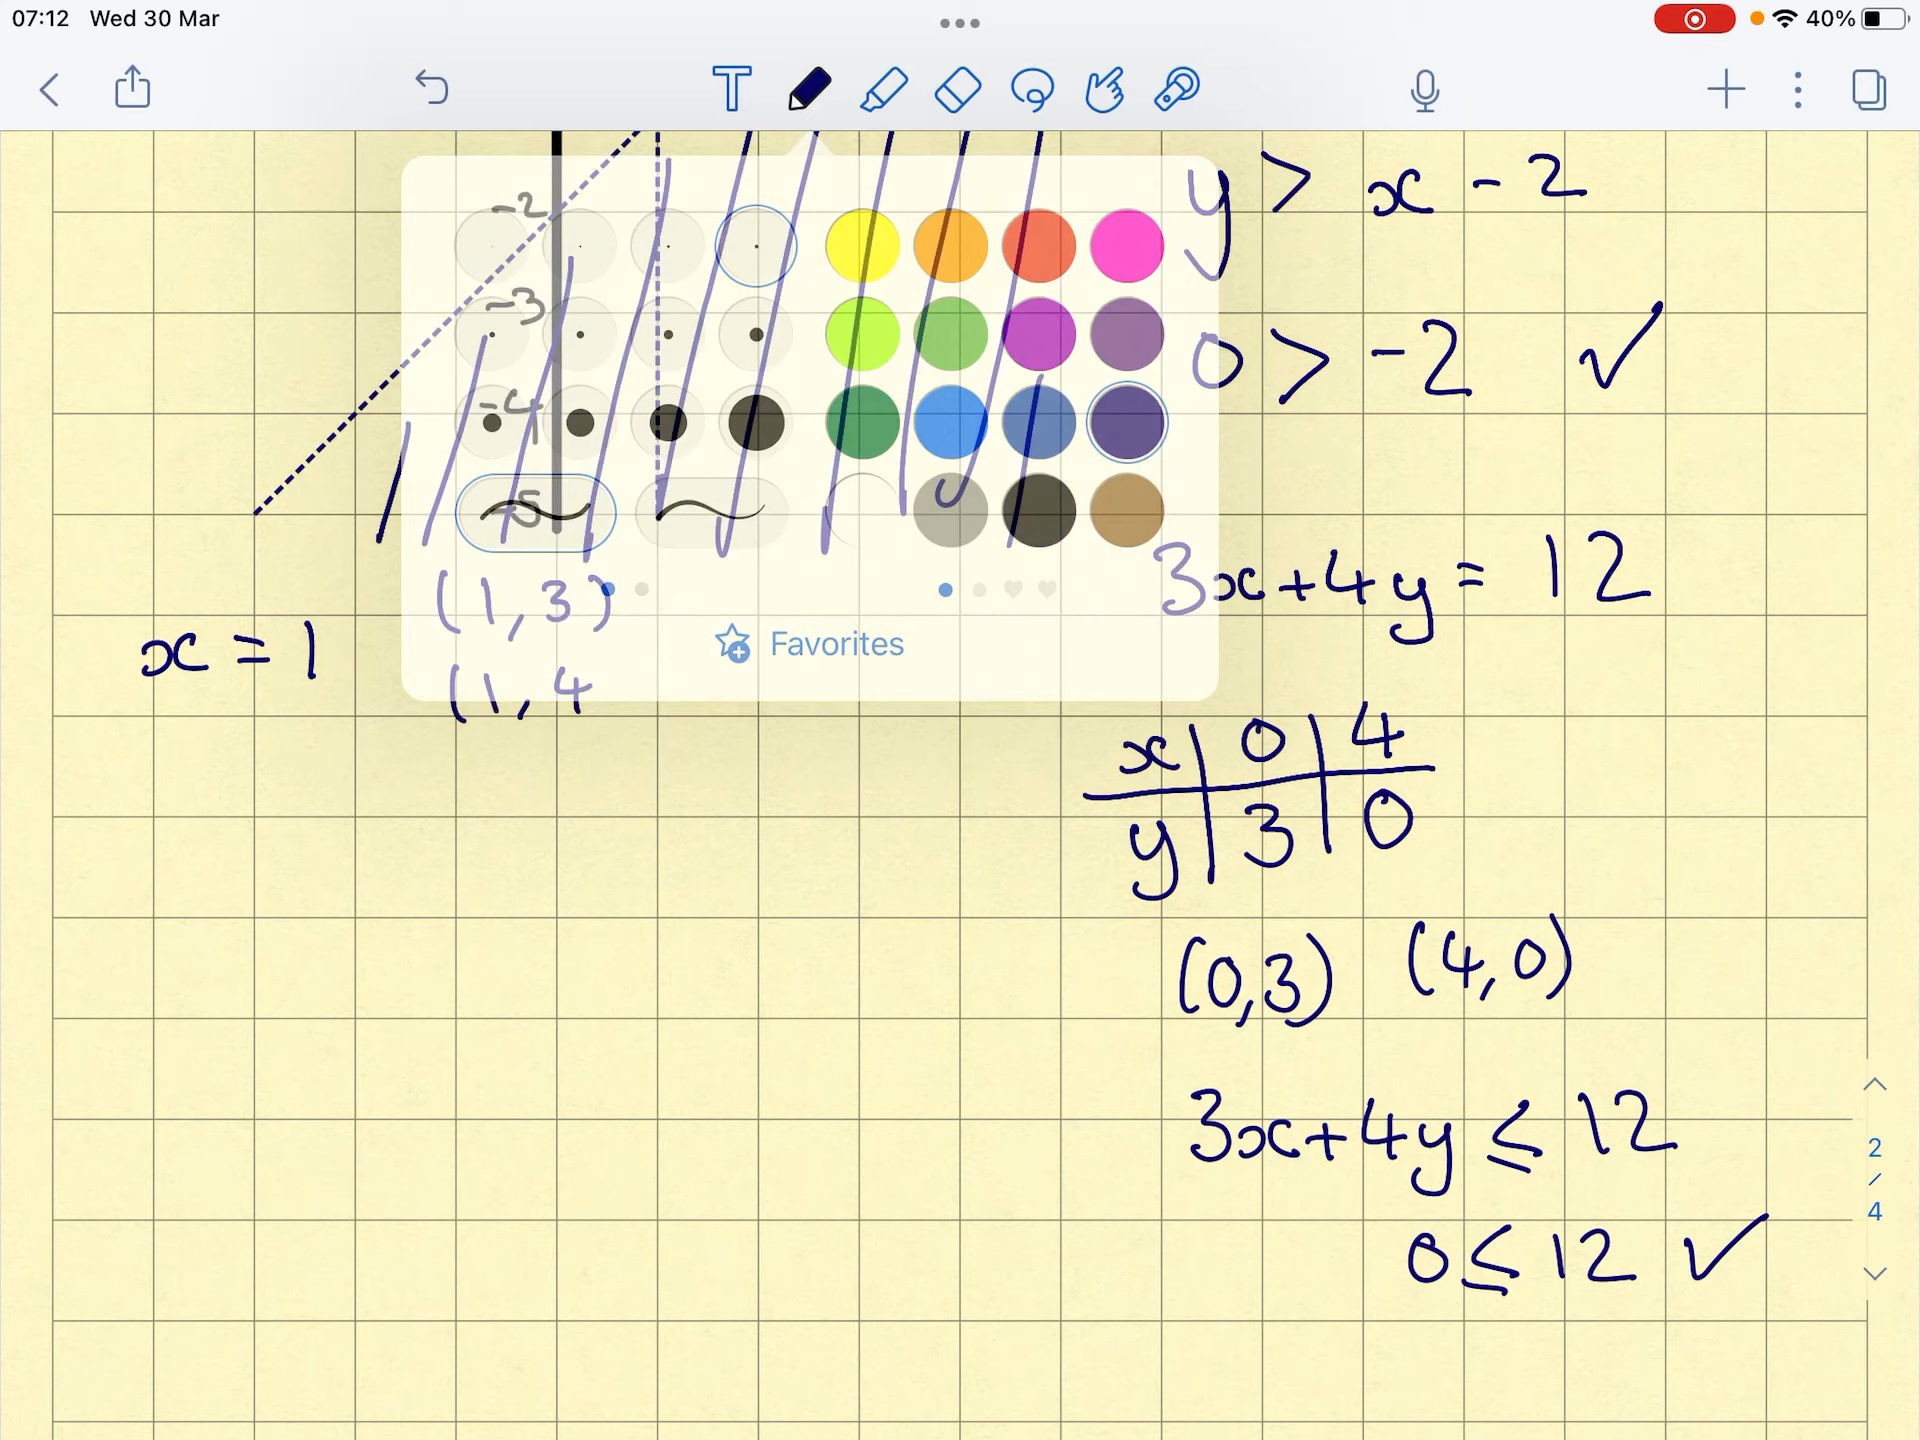 07:12 Wed 30 Mar
40%
T
-2
-3
-4
-5
y > x - 2
0 > -2 ✓
x = 1
(1, 3)
(1, 4
Favorites
3x+4y = 12
x | 0 | 4
y | 3 | 0
(0,3) (4,0)
3x+4y ≤ 12
0 ≤ 12 ✓
2
/
4